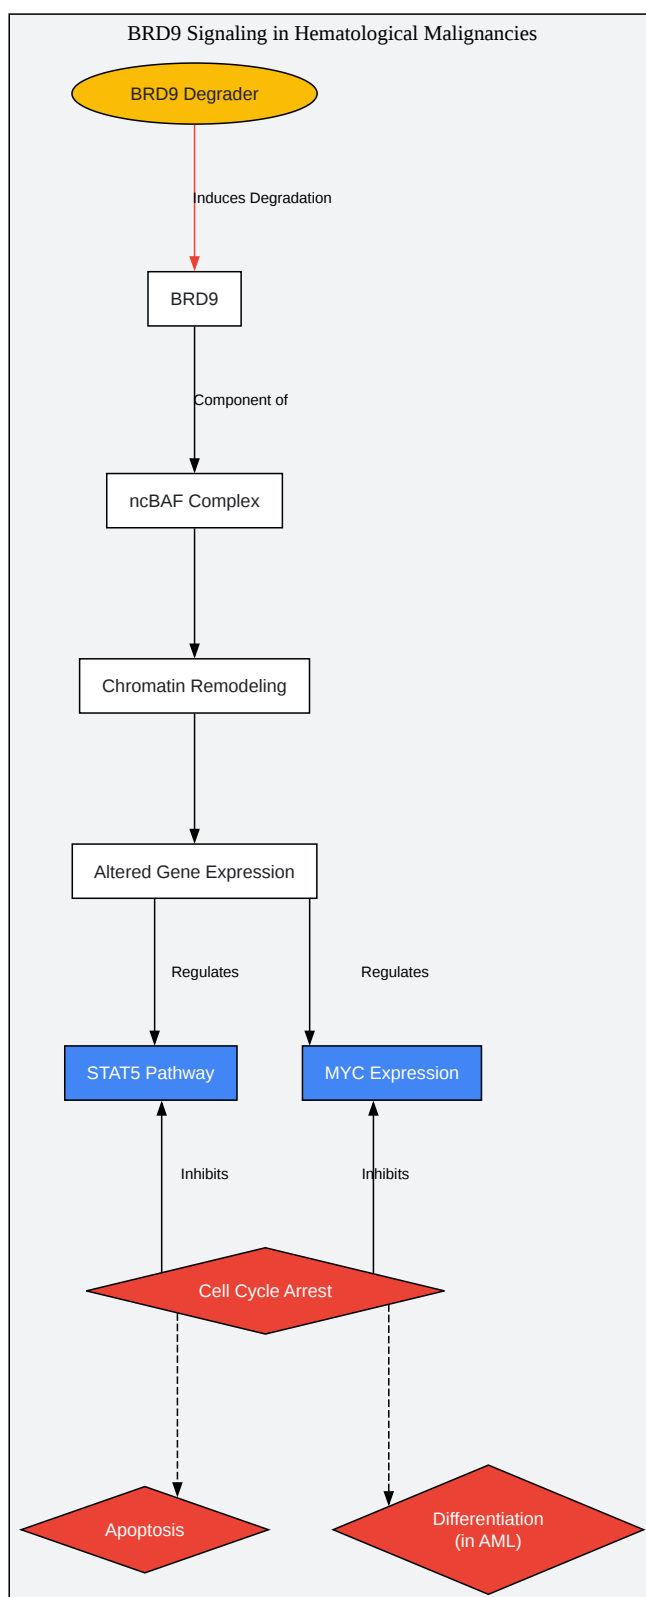 BRD9 Signaling in Hematological Malignancies
BRD9 Degrader
Induces Degradation
BRD9
Component of
ncBAF Complex
Chromatin Remodeling
Altered Gene Expression
Regulates
Regulates
STAT5 Pathway
MYC Expression
Inhibits
Inhibits
Cell Cycle Arrest
Apoptosis
Differentiation
(in AML)